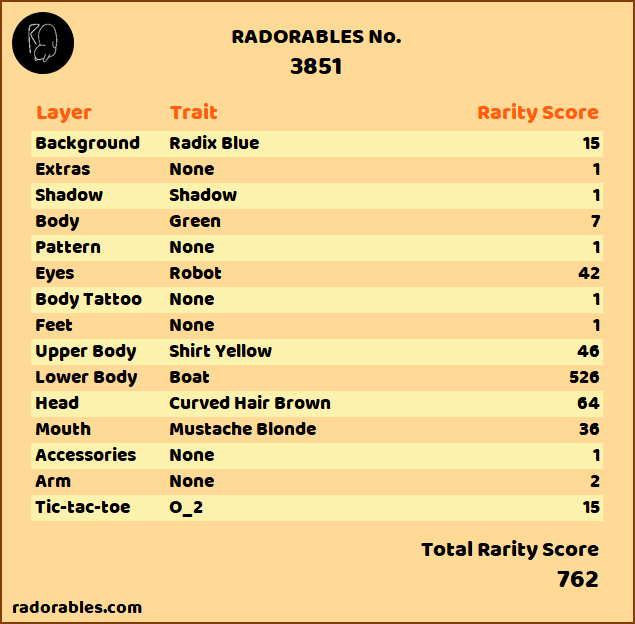 RADORABLES No.
3851
Layer Trait Rarity Score
Background Radix Blue 15
Extras None 1
Shadow Shadow 1
Body Green 7
Pattern None 1
Eyes Robot 42
Body Tattoo None 1
Feet None 1
Upper Body Shirt Yellow 46
Lower Body Boat 526
Head Curved Hair Brown 64
Mouth Mustache Blonde 36
Accessories None 1
Arm None 2
Tic-tac-toe O_2 15
Total Rarity Score
762
radorables.com